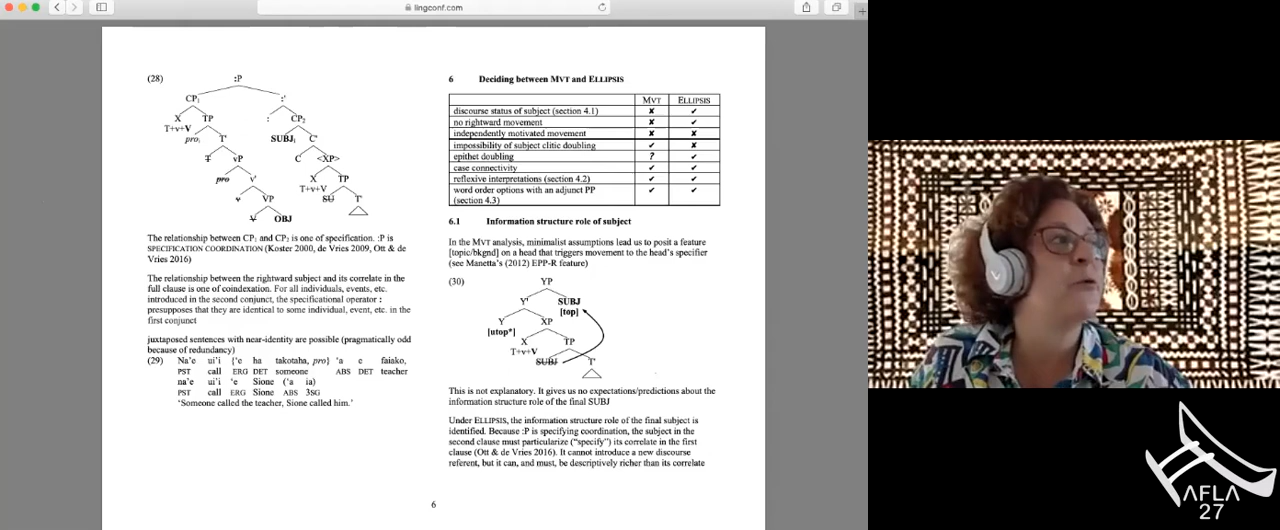 lingconf.com
(28)
:P
CP₁ :'
X TP : CP₂
T+v+V
proᵢ T' SUBJᵢ C'
T vP C <XP>
pro v' X TP
T+v+V
v VP SU T'
V OBJ
The relationship between CP₁ and CP₂ is one of specification. :P is
SPECIFICATION COORDINATION (Koster 2000, de Vries 2009, Ott & de
Vries 2016)
The relationship between the rightward subject and its correlate in the
full clause is one of coindexation. For all individuals, events, etc.
introduced in the second conjunct, the specificational operator :
presupposes that they are identical to some individual, event, etc. in the
first conjunct
juxtaposed sentences with near-identity are possible (pragmatically odd
because of redundancy)
(29) Na'e ui'i {'e ha takotaha, pro} 'a e faiako,
PST call ERG DET someone ABS DET teacher
na'e ui'i 'e Sione ('a ia)
PST call ERG Sione ABS 3SG
'Someone called the teacher, Sione called him.'
6 Deciding between MVT and ELLIPSIS
MVT ELLIPSIS
discourse status of subject (section 4.1) ✘ ✔
no rightward movement ✘ ✔
independently motivated movement ✘ ✘
impossibility of subject clitic doubling ✔ ✘
epithet doubling ? ✔
case connectivity ✔ ✔
reflexive interpretations (section 4.2) ✔ ✔
word order options with an adjunct PP ✔ ✔
(section 4.3)
6.1 Information structure role of subject
In the MVT analysis, minimalist assumptions lead us to posit a feature
[topic/bkgnd] on a head that triggers movement to the head's specifier
(see Manetta's (2012) EPP-R feature)
(30) YP
Y' SUBJ
[top]
Y XP
[utop*]
X TP
T+v+V
SUBJ T'
This is not explanatory. It gives us no expectations/predictions about the
information structure role of the final SUBJ
Under ELLIPSIS, the information structure role of the final subject is
identified. Because :P is specifying coordination, the subject in the
second clause must particularize ("specify") its correlate in the first
clause (Ott & de Vries 2016). It cannot introduce a new discourse
referent, but it can, and must, be descriptively richer than its correlate
6
AFLA
27